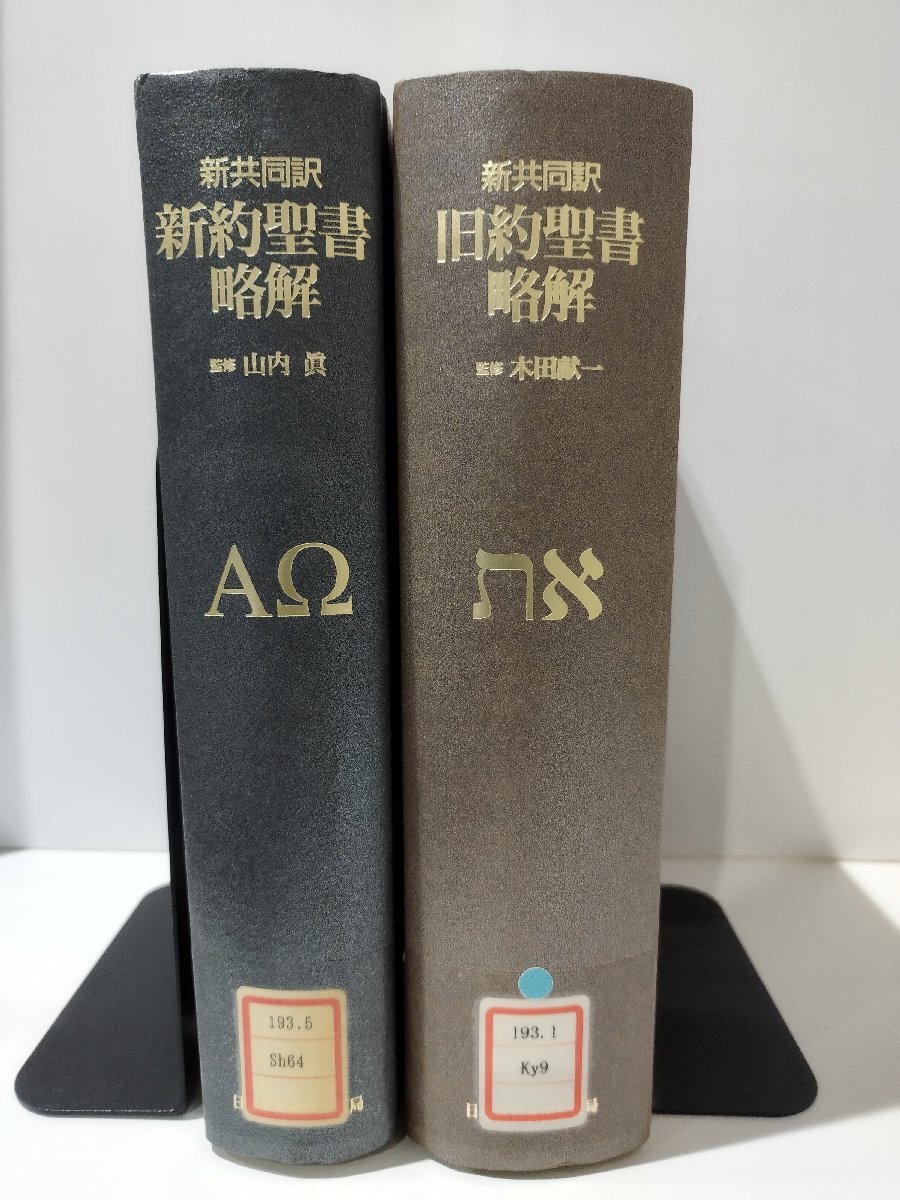 新共同訳
新約聖書
略解
監修 山内 眞
ΑΩ
193.5
Sh64
新共同訳
旧約聖書
略解
監修 木田献一
את
193.1
Ky9